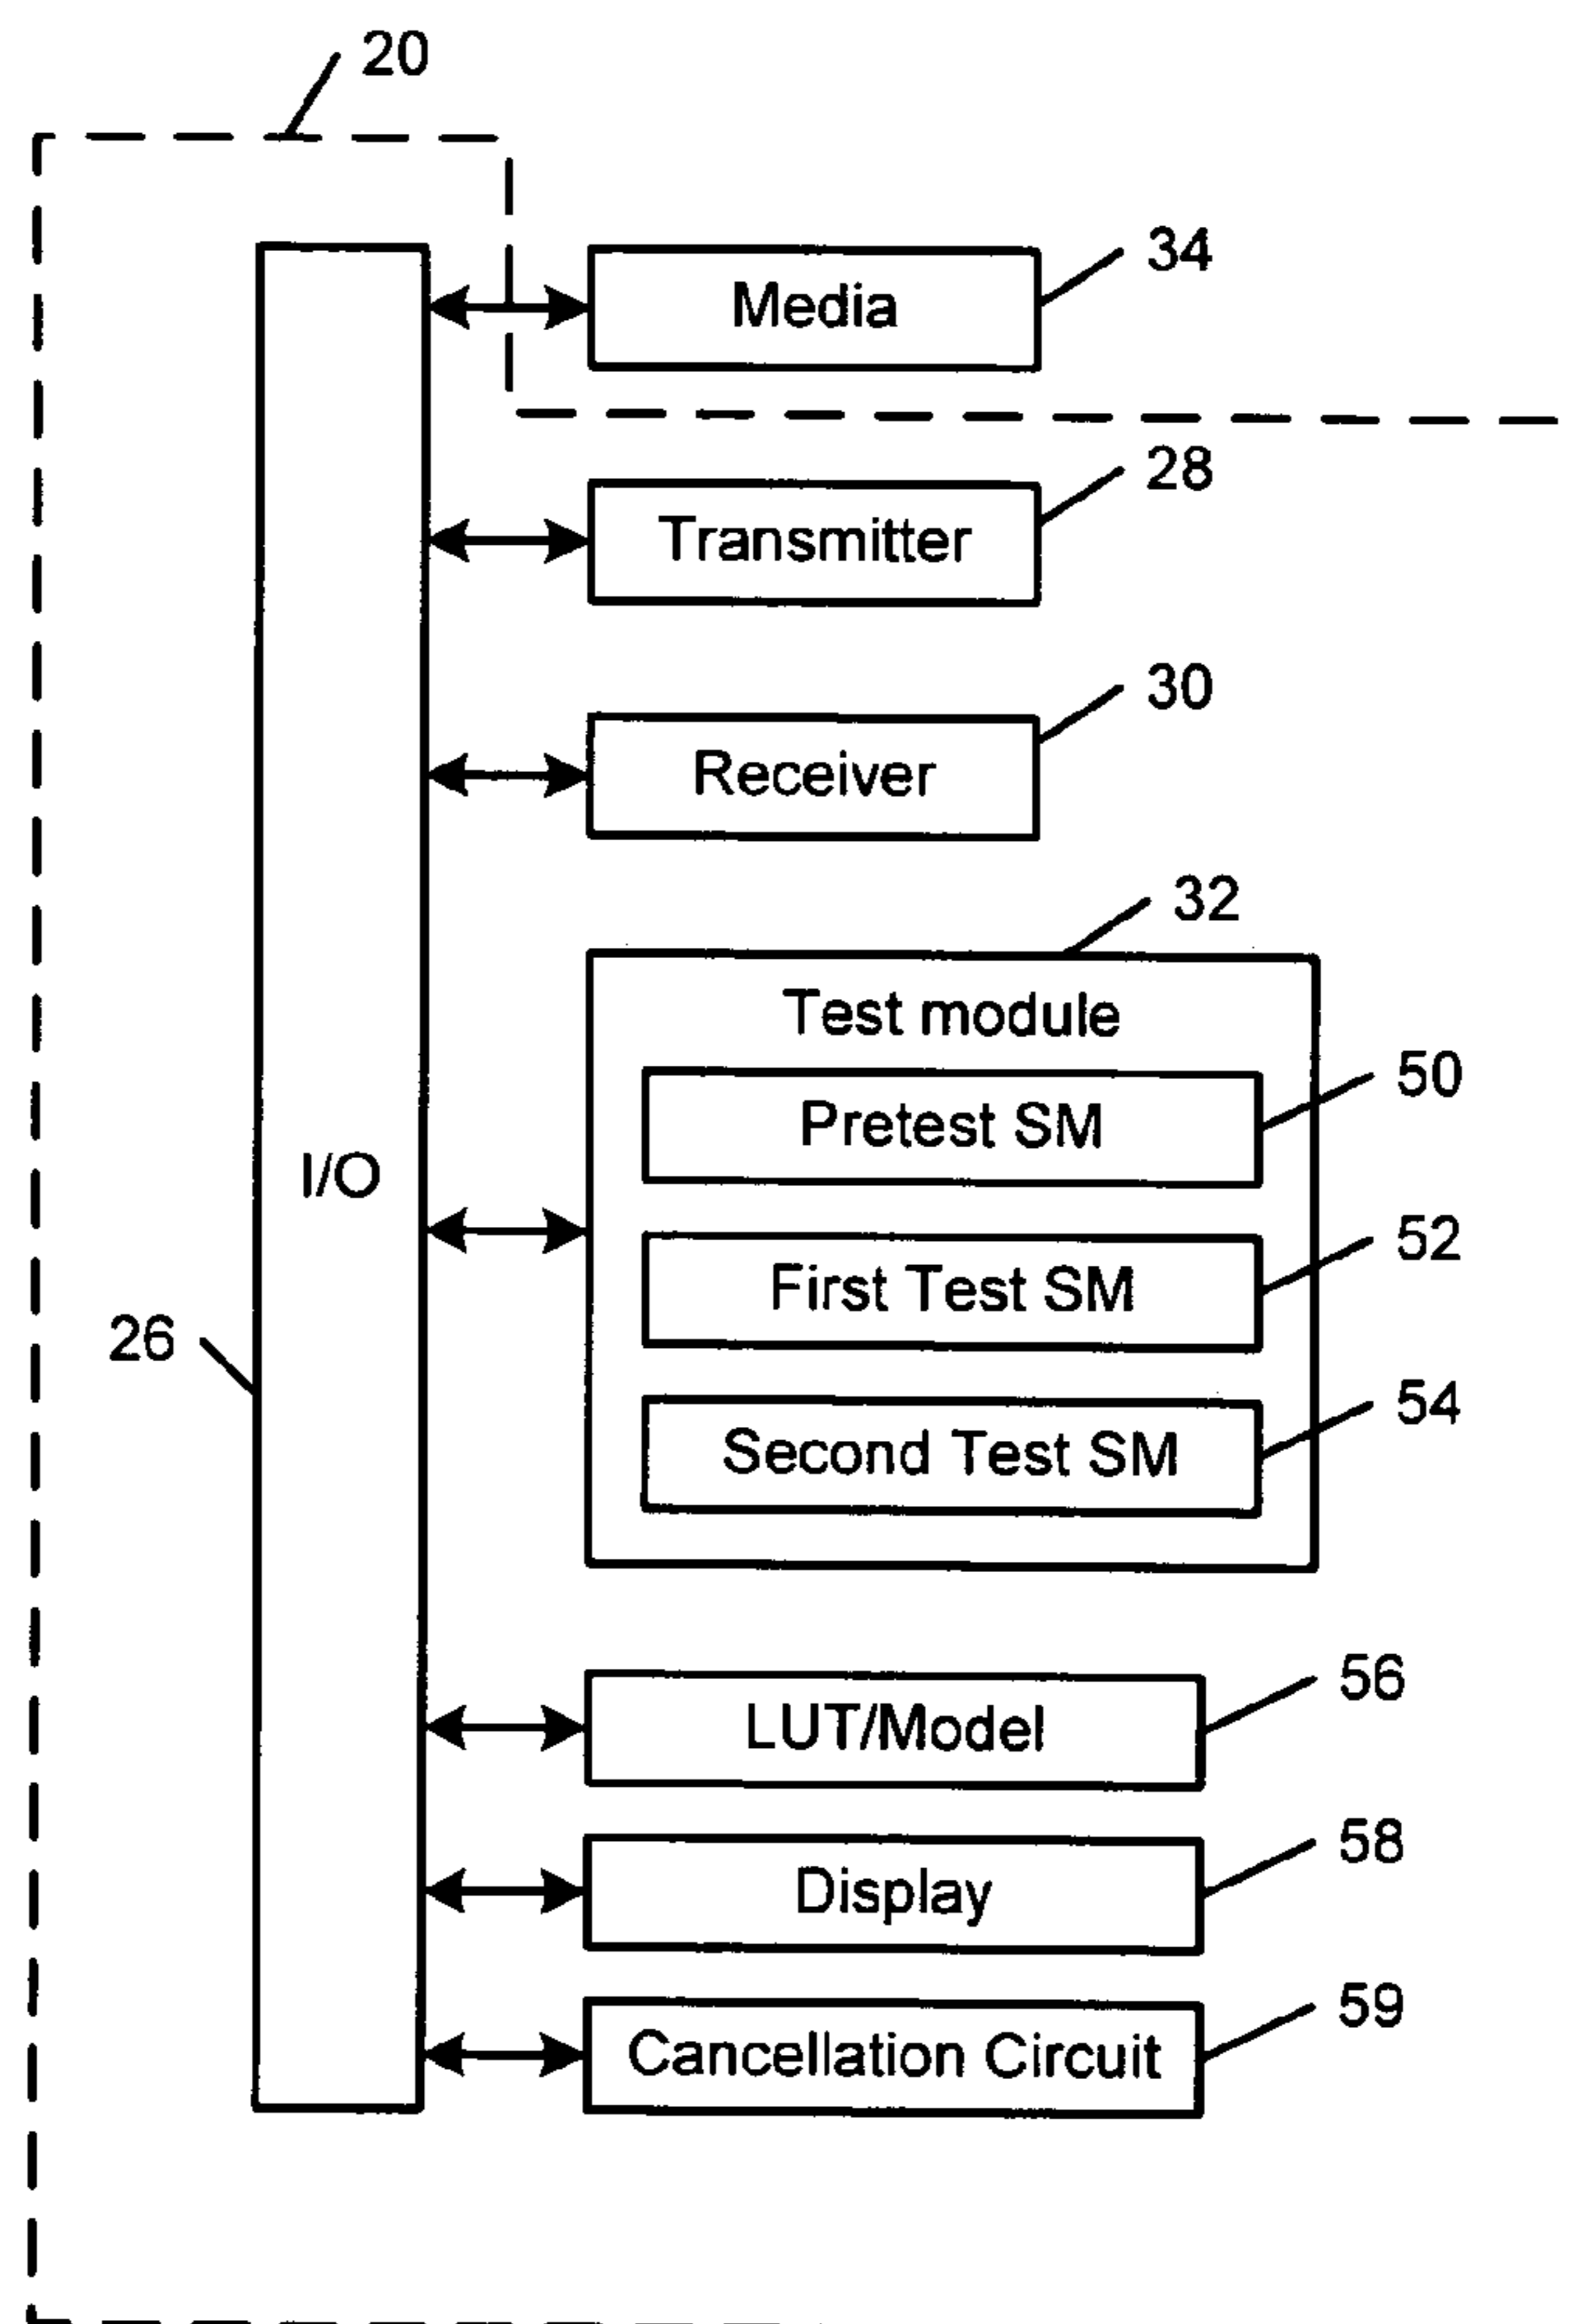 20
34
Media
28
Transmitter
30
Receiver
32
Test module
50
Pretest SM
I/O
52
First Test SM
26
54
Second Test SM
56
LUT/Model
58
Display
59
Cancellation Circuit